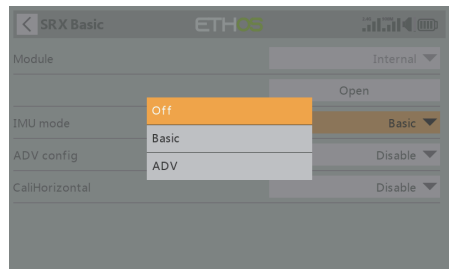 SRX Basic ETHOS
Module Internal
Open
Off
IMU mode Basic
Basic
ADV config Disable
ADV
CaliHorizontal Disable